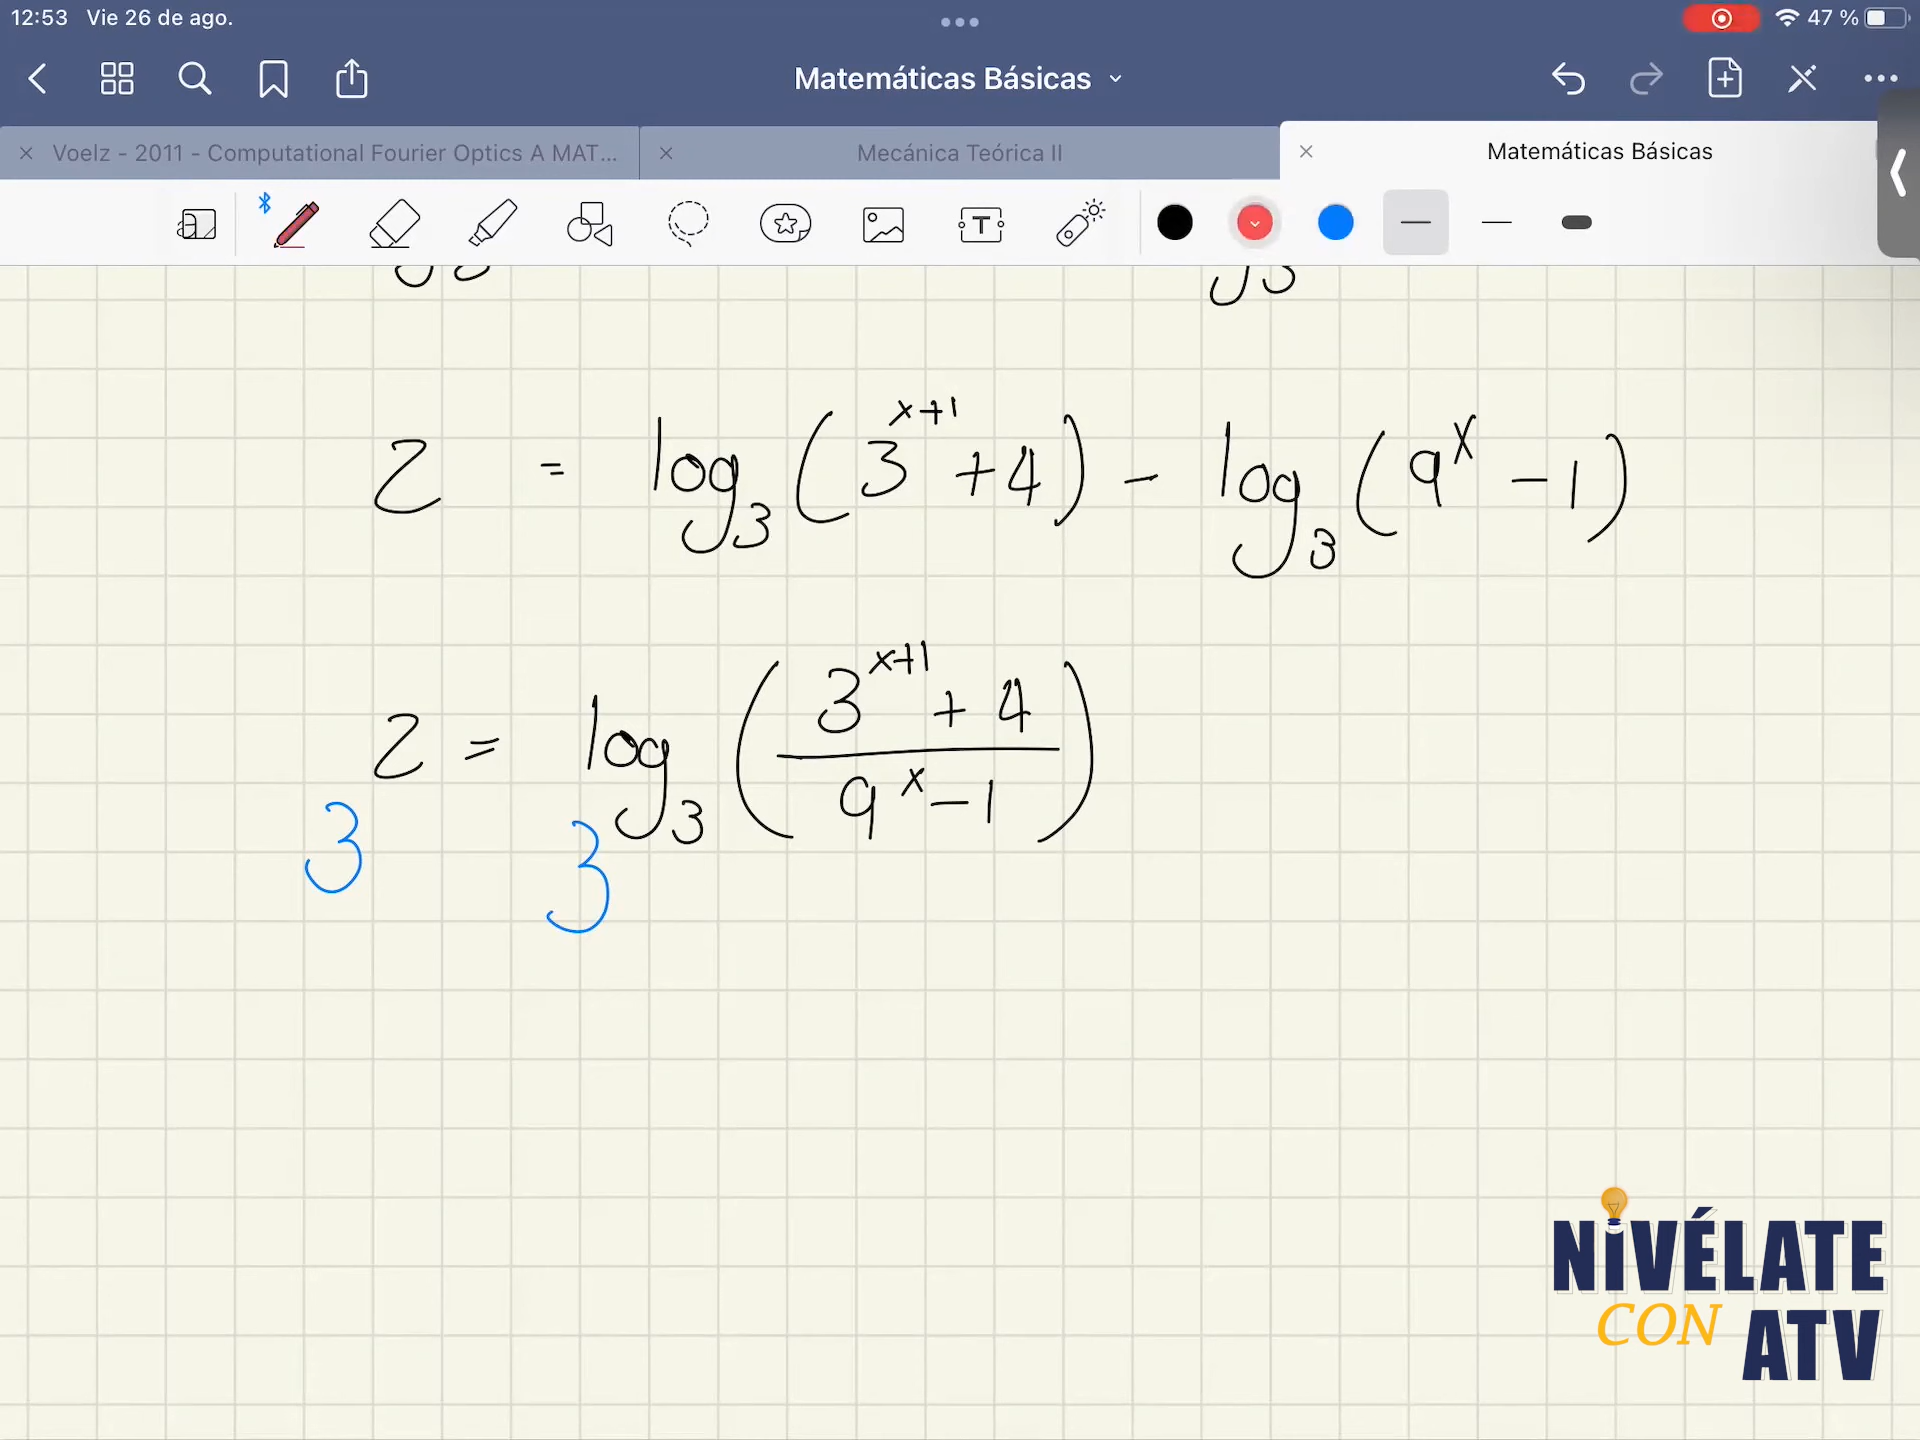 12:53 Vie 26 de ago. 47 %
Matemáticas Básicas
Voelz - 2011 - Computational Fourier Optics A MAT... Mecánica Teórica II Matemáticas Básicas
2 = log₃ (3^(x+1) + 4) - log₃ (9^x - 1)
2 = log₃ ((3^(x+1) + 4) / (9^x - 1))
3 3
NIVÉLATE
CON
ATV